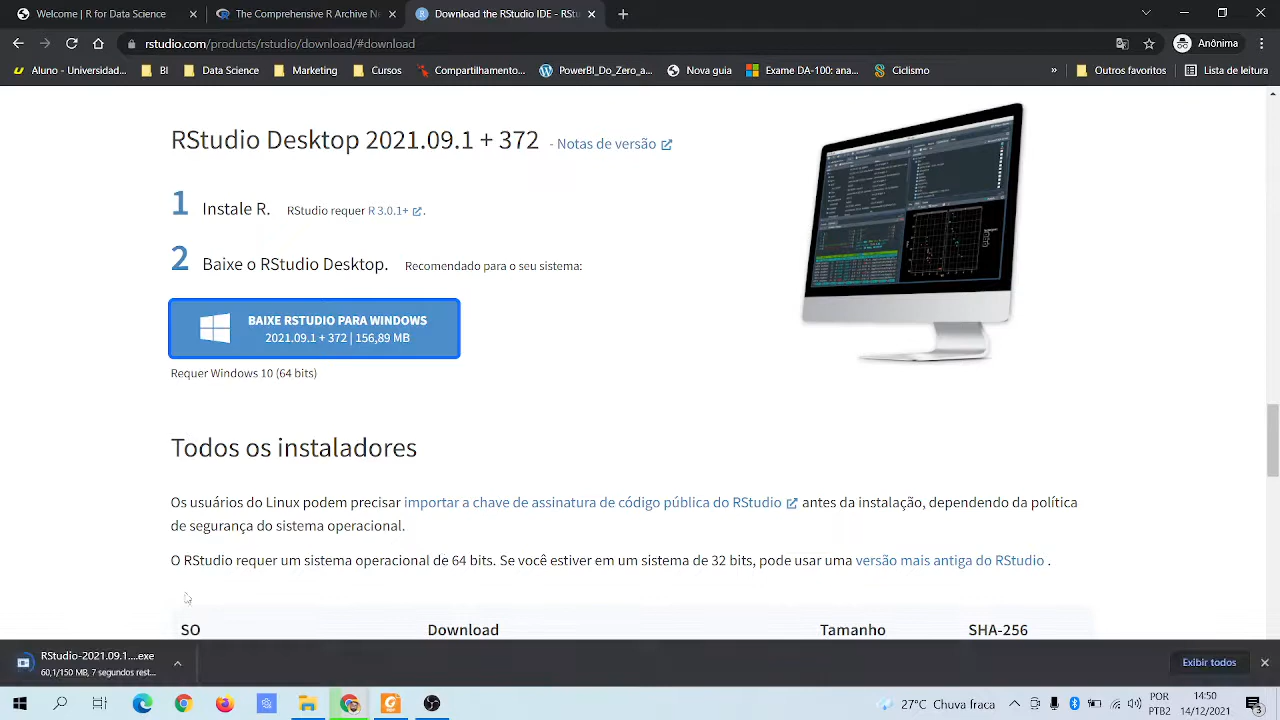 Welcome | R for Data Science
The Comprehensive R Archive Ne
Download the RStudio IDE - RStu
rstudio.com/products/rstudio/download/#download
Anônima
Aluno - Universidad...
BI
Data Science
Marketing
Cursos
Compartilhamento...
PowerBI_Do_Zero_a...
Nova guia
Exame DA-100: an...
Ciclismo
»
Outros favoritos
Lista de leitura
RStudio Desktop 2021.09.1 + 372 - Notas de versão
1 Instale R. RStudio requer R 3.0.1+ .
2 Baixe o RStudio Desktop. Recomendado para o seu sistema:
BAIXE RSTUDIO PARA WINDOWS
2021.09.1 + 372 | 156,89 MB
Requer Windows 10 (64 bits)
Todos os instaladores
Os usuários do Linux podem precisar importar a chave de assinatura de código pública do RStudio antes da instalação, dependendo da política
de segurança do sistema operacional.
O RStudio requer um sistema operacional de 64 bits. Se você estiver em um sistema de 32 bits, pode usar uma versão mais antiga do RStudio .
SO Download Tamanho SHA-256
RStudio-2021.09.1....exe
60,1/150 MB, 7 segundos rest...
Exibir todos
27°C Chuva fraca
POR
PTB2
14:50
14/12/2021
3